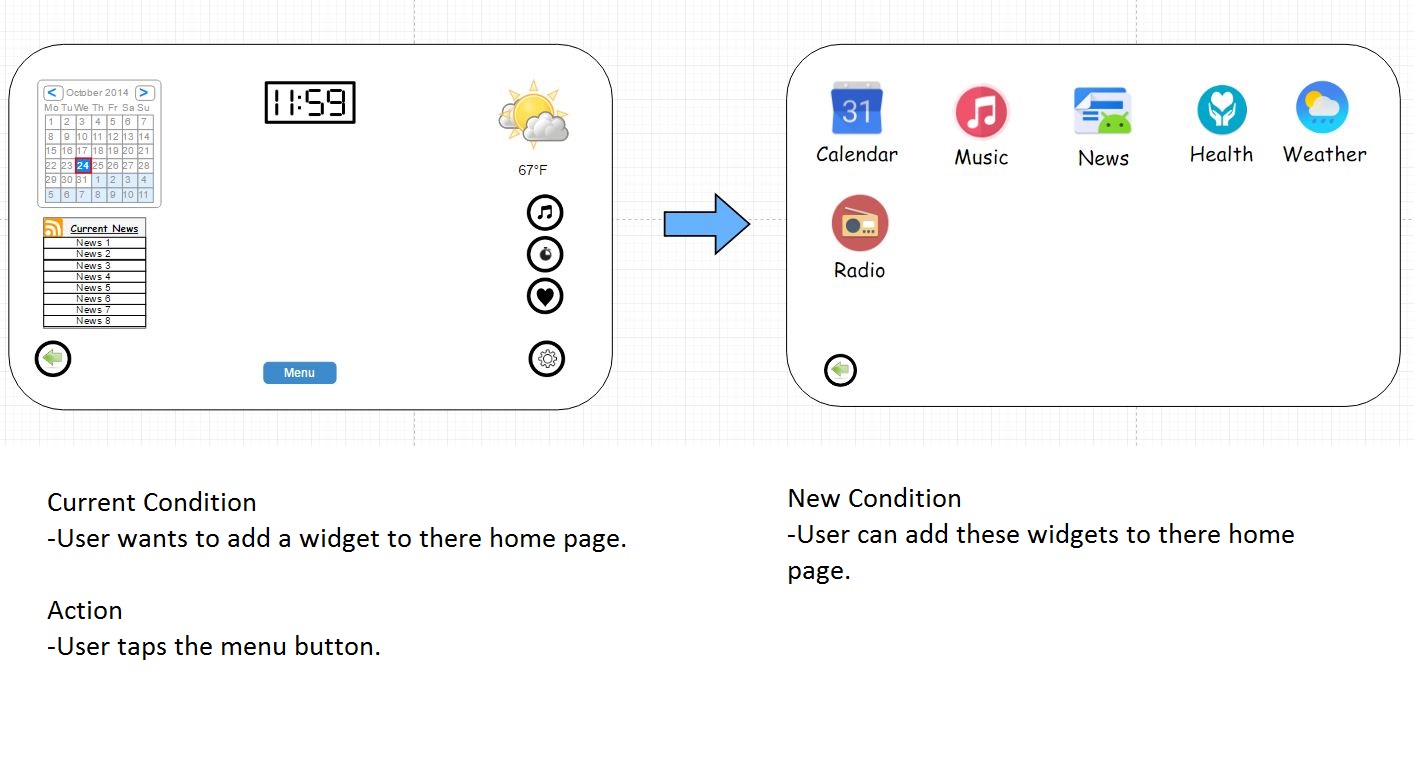 < October 2014 >
Mo Tu We Th Fr Sa Su
1 2 3 4 5 6 7
8 9 10 11 12 13 14
15 16 17 18 19 20 21
22 23 24 25 26 27 28
29 30 31 1 2 3 4
5 6 7 8 9 10 11
11:59
67°F
Current News
News 1
News 2
News 3
News 4
News 5
News 6
News 7
News 8
Menu
31
Calendar
Music
News
Health
Weather
Radio
Current Condition
-User wants to add a widget to there home page.
Action
-User taps the menu button.
New Condition
-User can add these widgets to there home
page.